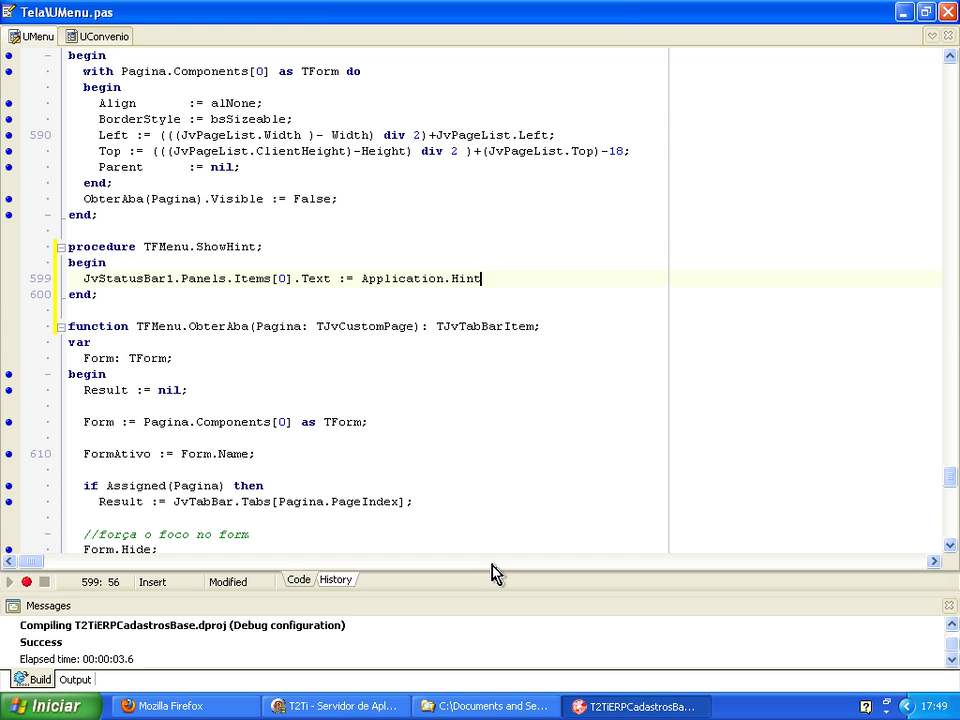 Tela\UMenu.pas
UMenu UConvenio
begin
with Pagina.Components[0] as TForm do
begin
Align := alNone;
BorderStyle := bsSizeable;
590 Left := (((JvPageList.Width )- Width) div 2)+JvPageList.Left;
Top := (((JvPageList.ClientHeight)-Height) div 2 )+(JvPageList.Top)-18;
Parent := nil;
end;
ObterAba(Pagina).Visible := False;
end;
procedure TFMenu.ShowHint;
begin
599 JvStatusBar1.Panels.Items[0].Text := Application.Hint
600 end;
function TFMenu.ObterAba(Pagina: TJvCustomPage): TJvTabBarItem;
var
Form: TForm;
begin
Result := nil;
Form := Pagina.Components[0] as TForm;
610 FormAtivo := Form.Name;
if Assigned(Pagina) then
Result := JvTabBar.Tabs[Pagina.PageIndex];
//força o foco no form
Form.Hide;
599: 56 Insert Modified Code History
Messages
Compiling T2TiERPCadastrosBase.dproj (Debug configuration)
Success
Elapsed time: 00:00:03.6
Build Output
Iniciar Mozilla Firefox T2Ti - Servidor de Apl... C:\Documents and Se... T2TiERPCadastrosBa... 17:49